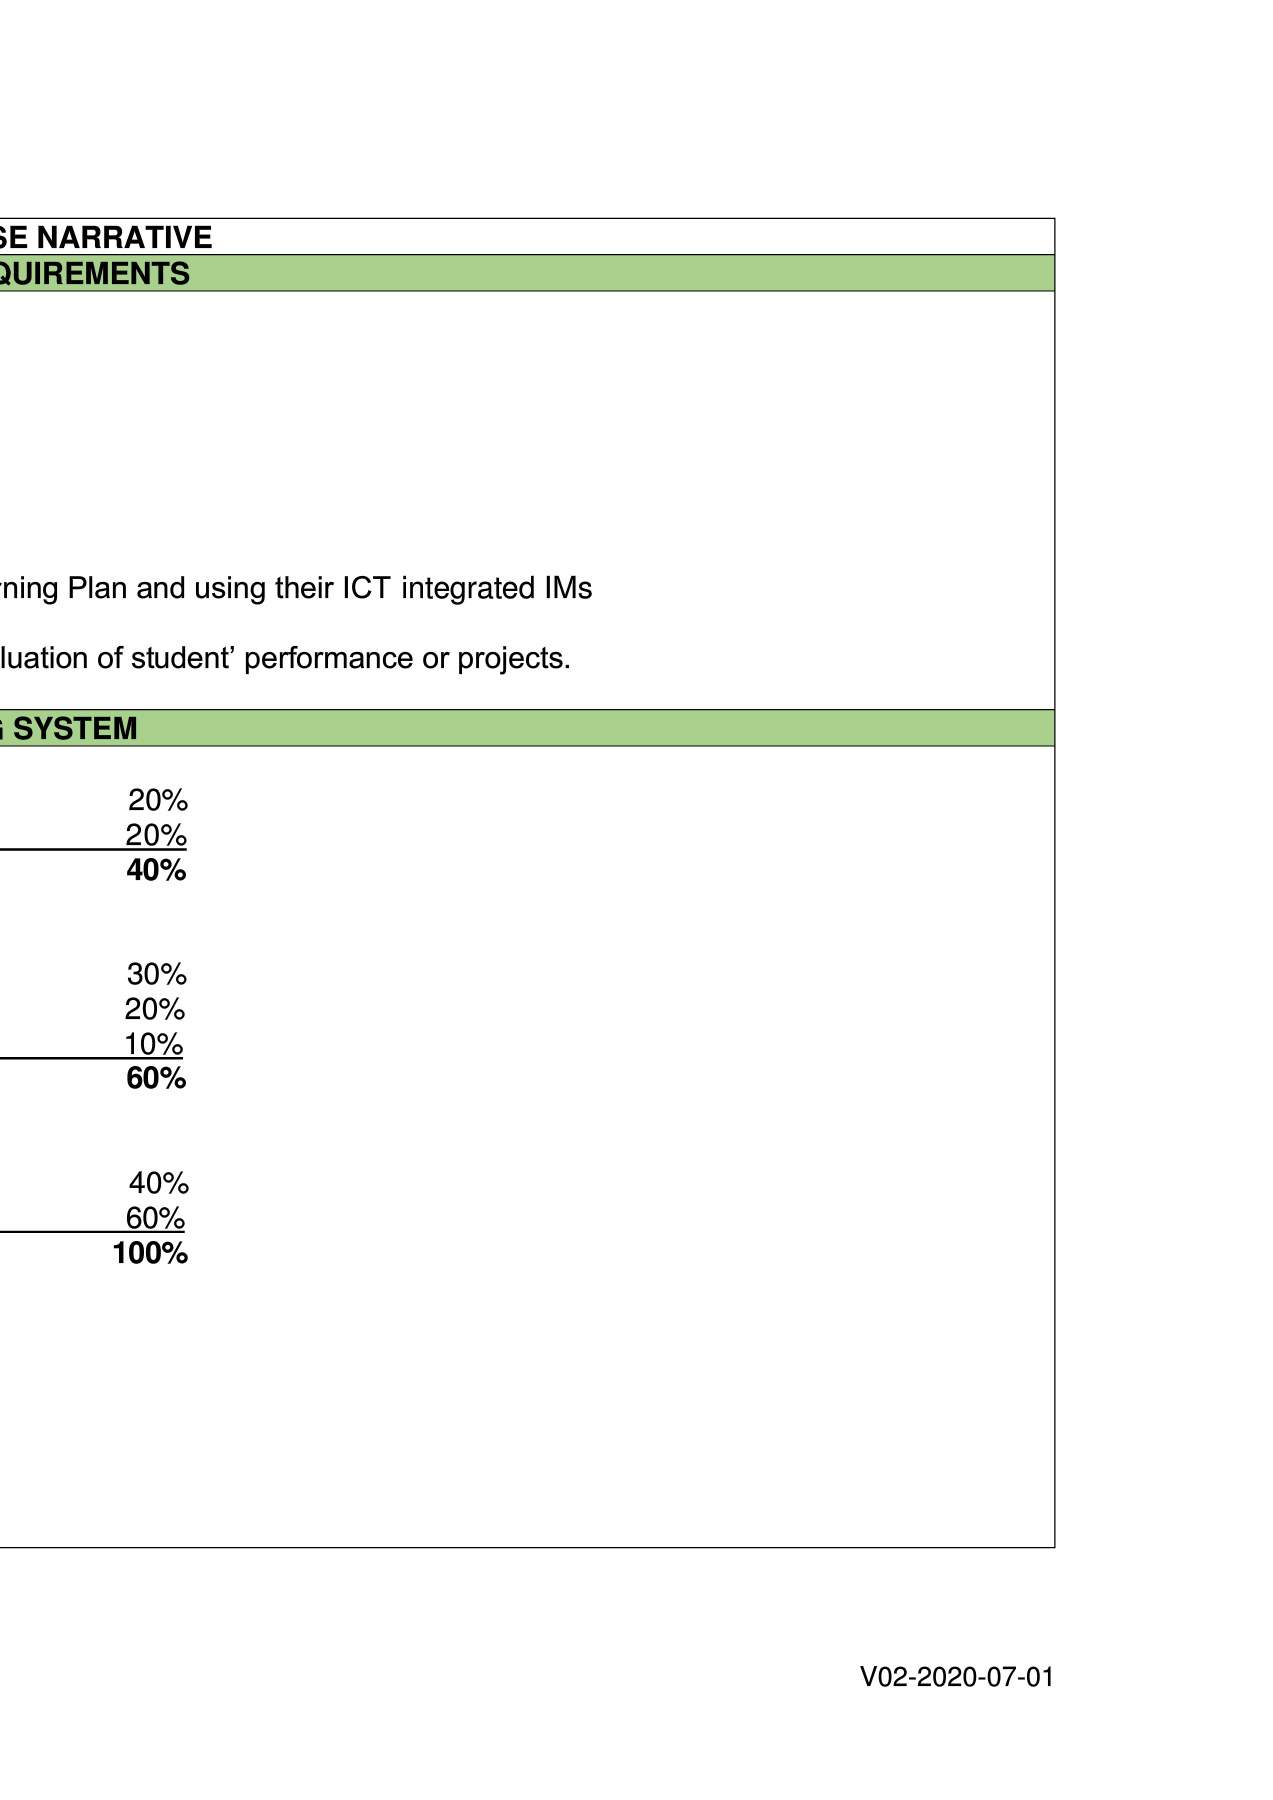 SE NARRATIVE
QUIREMENTS
rning Plan and using their ICT integrated IMs
luation of student’ performance or projects.
G SYSTEM
20%
20%
40%
30%
20%
10%
60%
40%
60%
100%
V02-2020-07-01